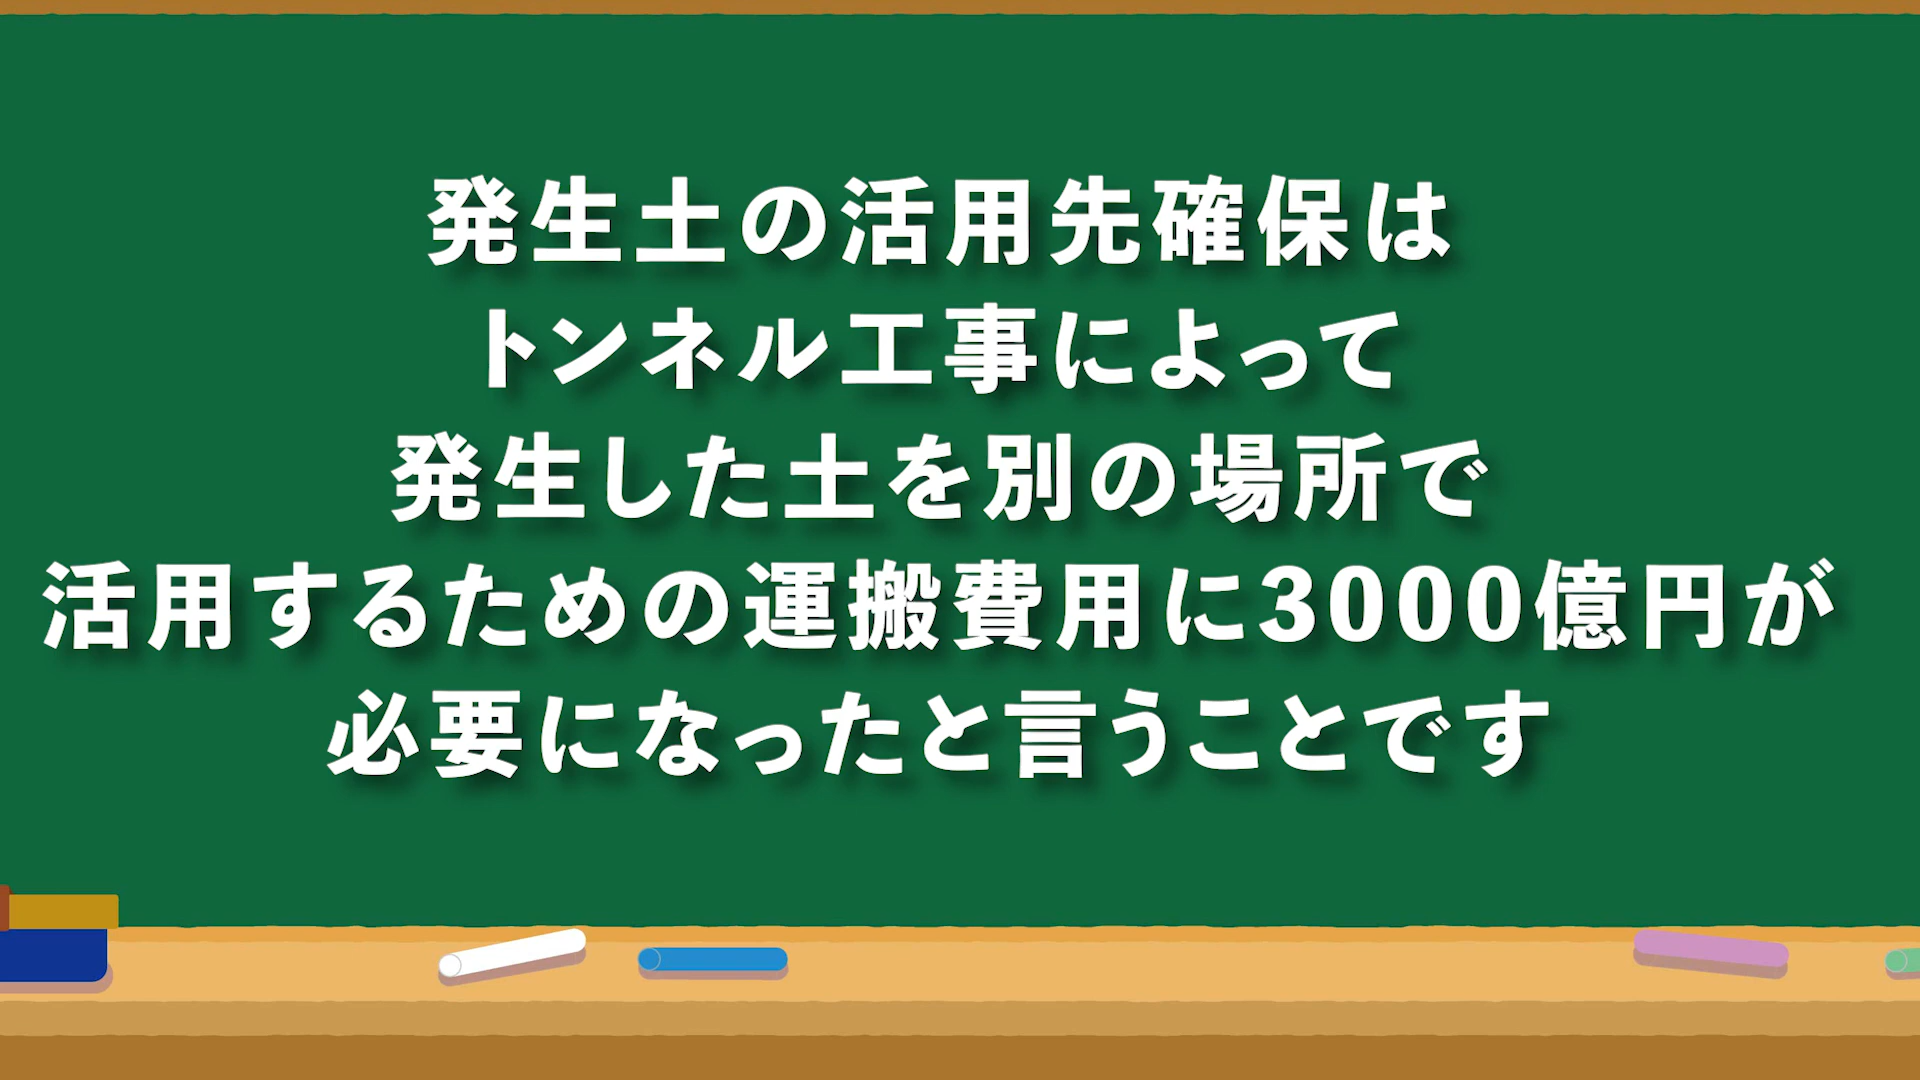 発生土の活用先確保は
トンネル工事によって
発生した土を別の場所で
活用するための運搬費用に3000億円が
必要になったと言うことです